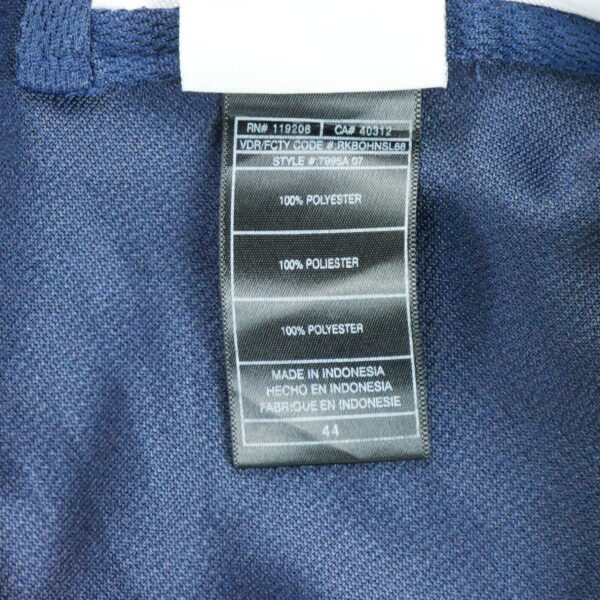 RN# 119208 CA# 40312
VDR/FCTY CODE #:RKBOHNSL68
STYLE #:7995A 07
100% POLYESTER
100% POLIESTER
100% POLYESTER
MADE IN INDONESIA
HECHO EN INDONESIA
FABRIQUE EN INDONESIE
44